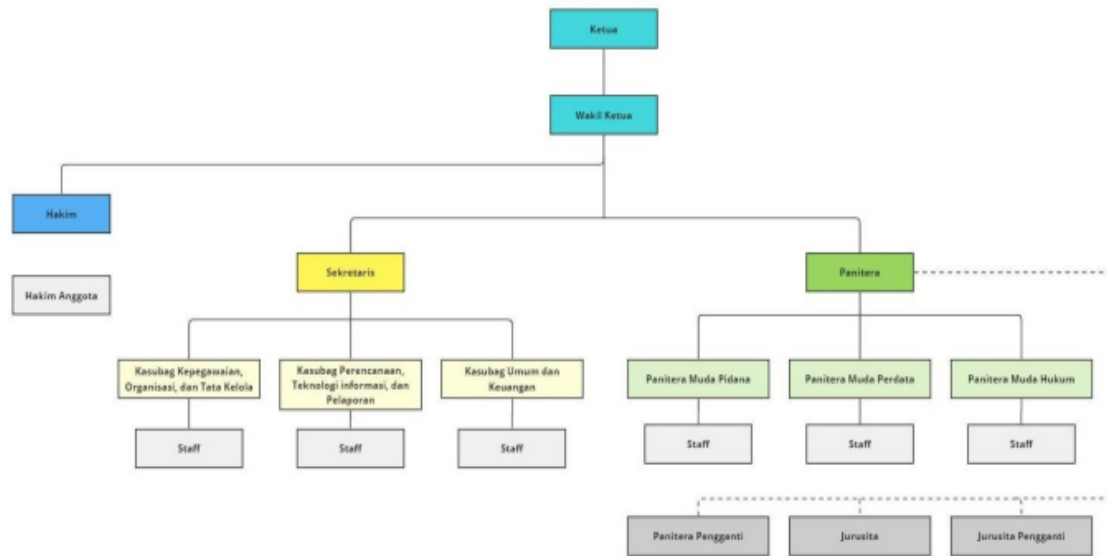 Ketua
Wakil Ketua
Hakim
Hakim Anggota
Sekretaris
Panitera
Kasubag Kepegawaian,
Organisasi, dan Tata Kelola
Kasubag Perencanaan,
Teknologi informasi, dan
Pelaporan
Kasubag Umum dan
Keuangan
Panitera Muda Pidana
Panitera Muda Perdata
Panitera Muda Hukum
Staff
Staff
Staff
Staff
Staff
Staff
Panitera Pengganti
Jurusita
Jurusita Pengganti